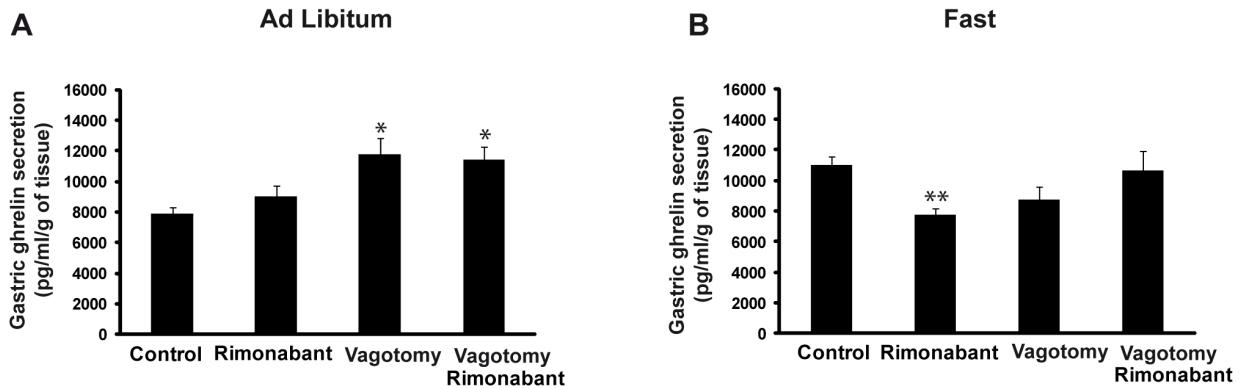 A
Ad Libitum
Gastric ghrelin secretion
(pg/ml/g of tissue)
16000
14000
12000
10000
8000
6000
4000
2000
0
*
*
Control
Rimonabant
Vagotomy
Vagotomy
Rimonabant
B
Fast
Gastric ghrelin secretion
(pg/ml/g of tissue)
16000
14000
12000
10000
8000
6000
4000
2000
0
**
Control
Rimonabant
Vagotomy
Vagotomy
Rimonabant